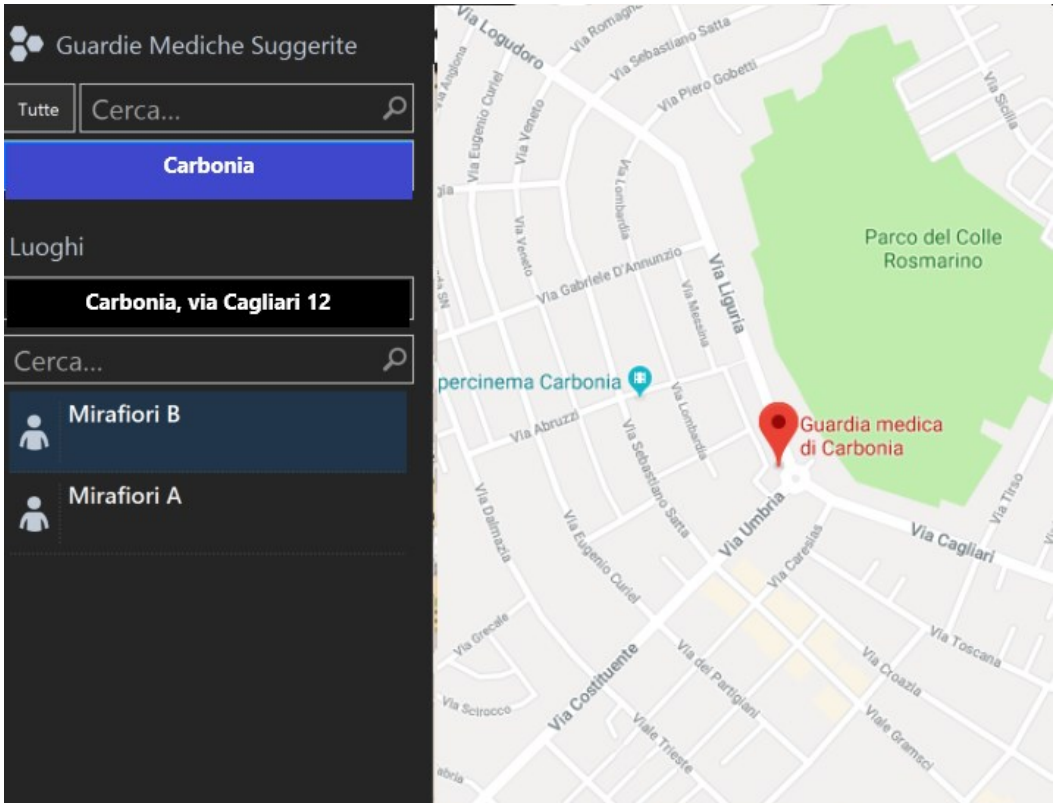 Guardie Mediche Suggerite
Tutte
Cerca...
Carbonia
Luoghi
Carbonia, via Cagliari 12
Cerca...
Mirafiori B
Mirafiori A
Via Logudoro
Via Romagna
Via Sebastiano Satta
Via Piero Gobetti
Via Anglona
Via Eugenio Curiel
Via Veneto
Via Sicilia
Via Lombardia
Via Veneto
Parco del Colle
Rosmarino
Via Gabriele D'Annunzio
Via Liguria
Via Messina
percinema Carbonia
Guardia medica
di Carbonia
Via Abruzzi
Via Lombardia
Via Sebastiano Satta
Via Dalmazia
Via Umbria
Via Tirso
Via Cagliari
Via Eugenio Curiel
Via Caresias
Via Grecale
Via Toscana
Via Costituente
Via dei Partigiani
Via Croazia
Via Scirocco
Viale Trieste
Viale Gramsci
abria